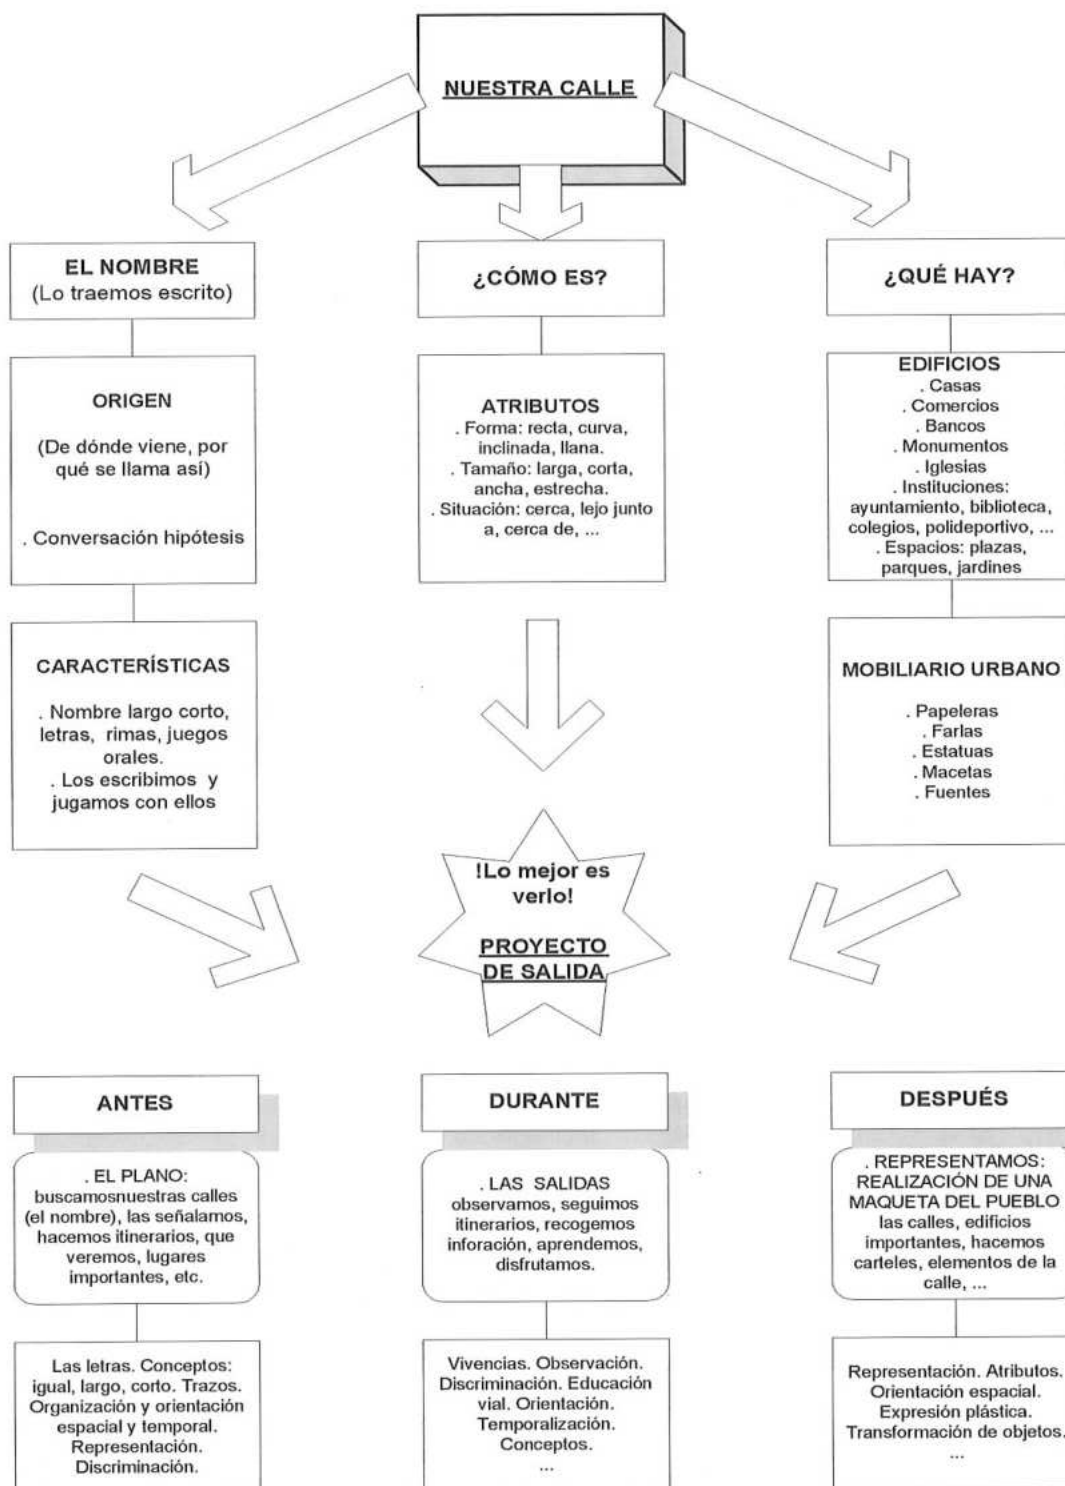 NUESTRA CALLE
EL NOMBRE
(Lo traemos escrito)
¿CÓMO ES?
¿QUÉ HAY?
ORIGEN
(De dónde viene, por
qué se llama así)
. Conversación hipótesis
ATRIBUTOS
. Forma: recta, curva,
inclinada, llana.
. Tamaño: larga, corta,
ancha, estrecha.
. Situación: cerca, lejo junto
a, cerca de, ...
EDIFICIOS
. Casas
. Comercios
. Bancos
. Monumentos
. Iglesias
. Instituciones:
ayuntamiento, biblioteca,
colegios, polideportivo, ...
. Espacios: plazas,
parques, jardines
CARACTERÍSTICAS
. Nombre largo corto,
letras, rimas, juegos
orales.
. Los escribimos y
jugamos con ellos
MOBILIARIO URBANO
. Papeleras
. Farlas
. Estatuas
. Macetas
. Fuentes
!Lo mejor es
verlo!
PROYECTO
DE SALIDA
ANTES
. EL PLANO:
buscamosnuestras calles
(el nombre), las señalamos,
hacemos itinerarios, que
veremos, lugares
importantes, etc.
Las letras. Conceptos:
igual, largo, corto. Trazos.
Organización y orientación
espacial y temporal.
Representación.
Discriminación.
DURANTE
. LAS SALIDAS
observamos, seguimos
itinerarios, recogemos
inforación, aprendemos,
disfrutamos.
Vivencias. Observación.
Discriminación. Educación
vial. Orientación.
Temporalización.
Conceptos.
...
DESPUÉS
. REPRESENTAMOS:
REALIZACIÓN DE UNA
MAQUETA DEL PUEBLO
las calles, edificios
importantes, hacemos
carteles, elementos de la
calle, ...
Representación. Atributos.
Orientación espacial.
Expresión plástica.
Transformación de objetos.
...